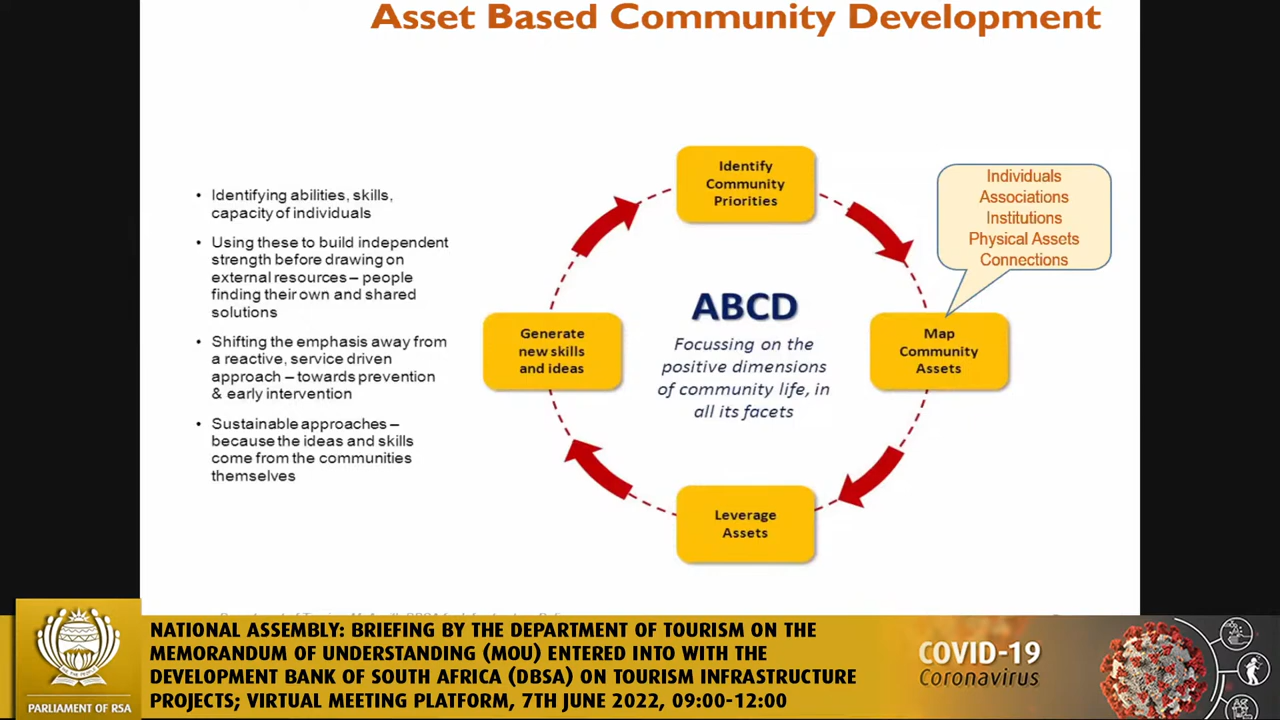 Asset Based Community Development
• Identifying abilities, skills,
capacity of individuals
• Using these to build independent
strength before drawing on
external resources – people
finding their own and shared
solutions
• Shifting the emphasis away from
a reactive, service driven
approach – towards prevention
& early intervention
• Sustainable approaches –
because the ideas and skills
come from the communities
themselves
Identify
Community
Priorities
Individuals
Associations
Institutions
Physical Assets
Connections
Map
Community
Assets
Leverage
Assets
Generate
new skills
and ideas
ABCD
Focussing on the
positive dimensions
of community life, in
all its facets
NATIONAL ASSEMBLY: BRIEFING BY THE DEPARTMENT OF TOURISM ON THE
MEMORANDUM OF UNDERSTANDING (MOU) ENTERED INTO WITH THE
DEVELOPMENT BANK OF SOUTH AFRICA (DBSA) ON TOURISM INFRASTRUCTURE
PROJECTS; VIRTUAL MEETING PLATFORM, 7TH JUNE 2022, 09:00-12:00
PARLIAMENT OF RSA
COVID-19
Coronavirus